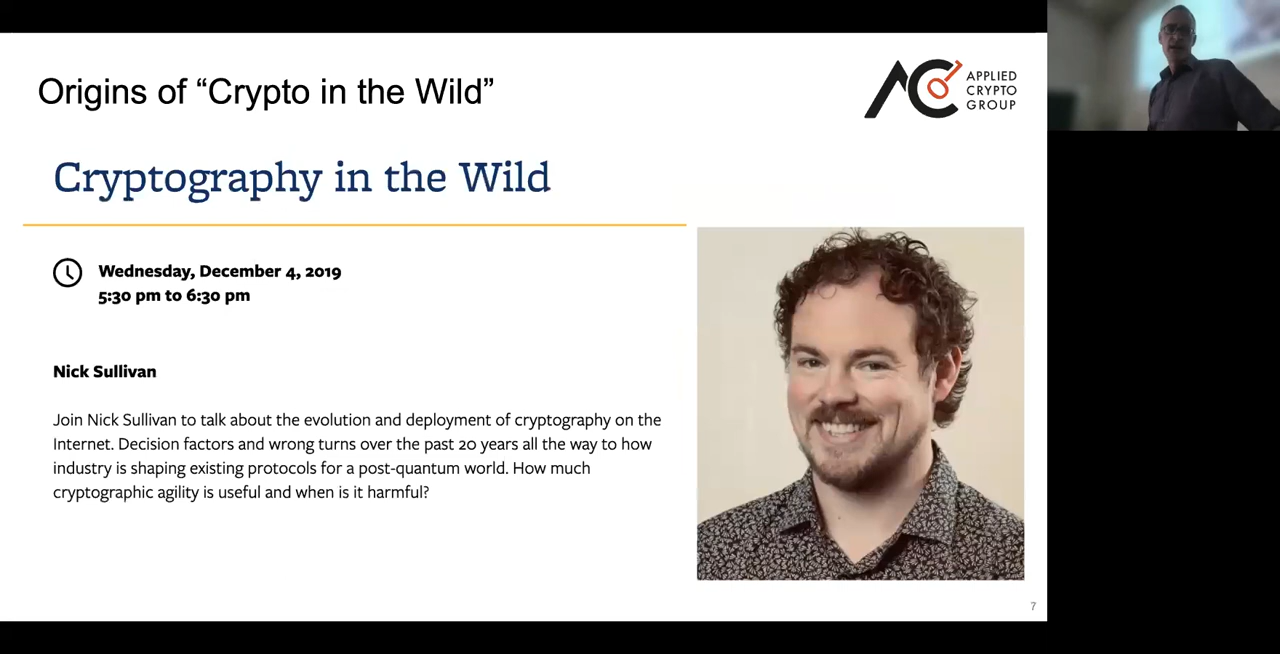 Origins of “Crypto in the Wild”
APPLIED
CRYPTO
GROUP
Cryptography in the Wild
Wednesday, December 4, 2019
5:30 pm to 6:30 pm
Nick Sullivan
Join Nick Sullivan to talk about the evolution and deployment of cryptography on the
Internet. Decision factors and wrong turns over the past 20 years all the way to how
industry is shaping existing protocols for a post-quantum world. How much
cryptographic agility is useful and when is it harmful?
7